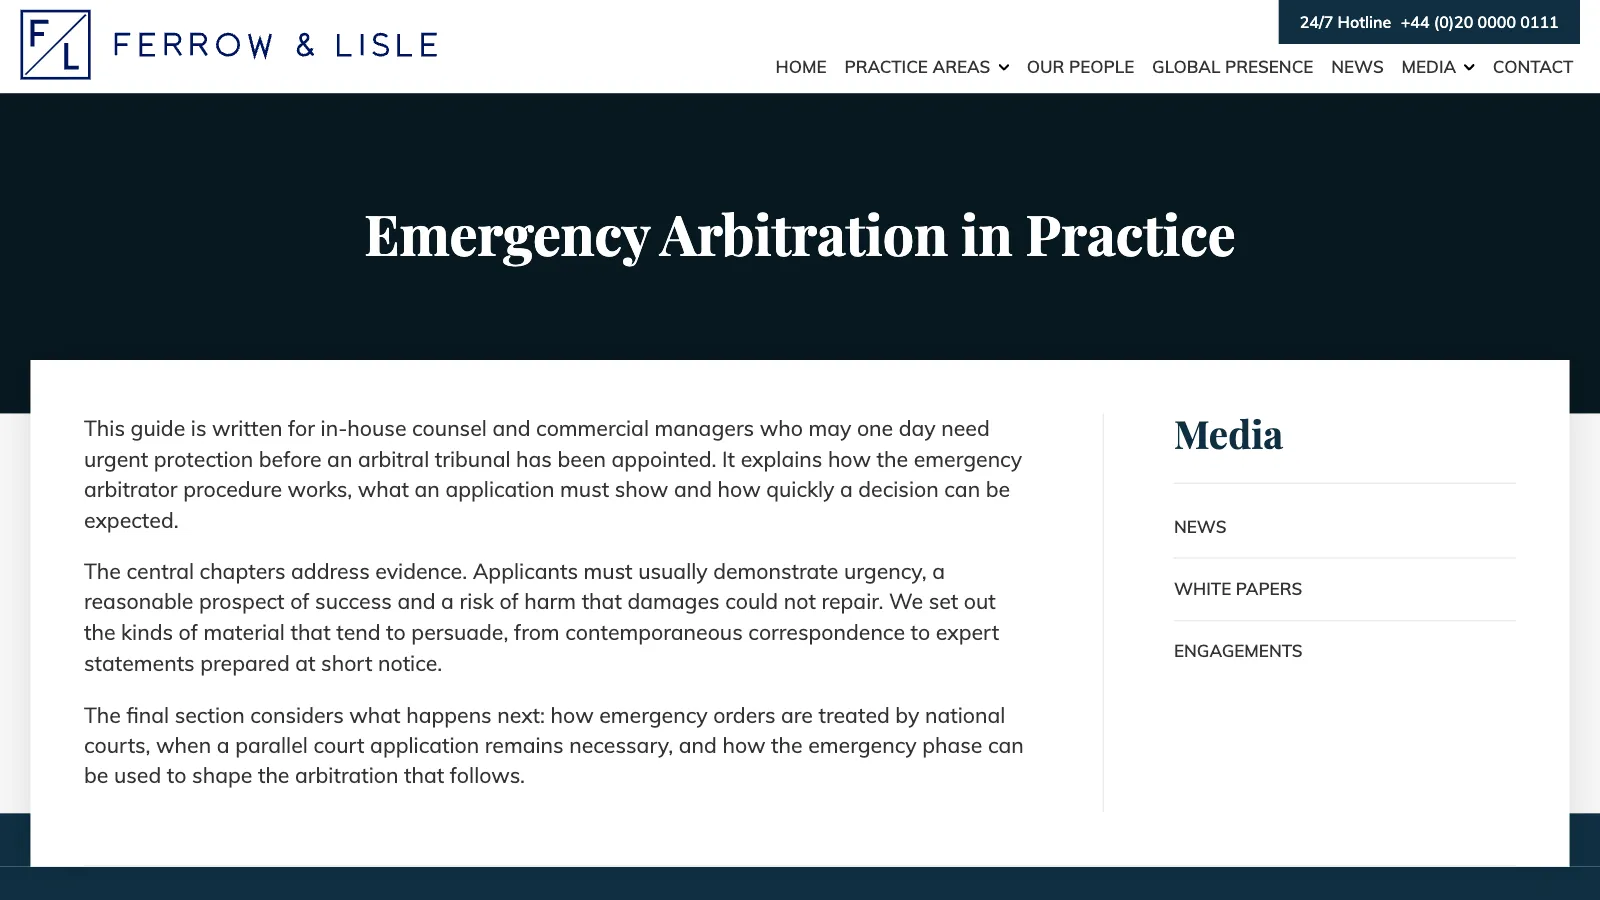 F L FERROW & LISLE
24/7 Hotline +44 (0)20 0000 0111
HOME PRACTICE AREAS OUR PEOPLE GLOBAL PRESENCE NEWS MEDIA CONTACT
Emergency Arbitration in Practice
This guide is written for in-house counsel and commercial managers who may one day need
urgent protection before an arbitral tribunal has been appointed. It explains how the emergency
arbitrator procedure works, what an application must show and how quickly a decision can be
expected.
The central chapters address evidence. Applicants must usually demonstrate urgency, a
reasonable prospect of success and a risk of harm that damages could not repair. We set out
the kinds of material that tend to persuade, from contemporaneous correspondence to expert
statements prepared at short notice.
The final section considers what happens next: how emergency orders are treated by national
courts, when a parallel court application remains necessary, and how the emergency phase can
be used to shape the arbitration that follows.
Media
NEWS
WHITE PAPERS
ENGAGEMENTS